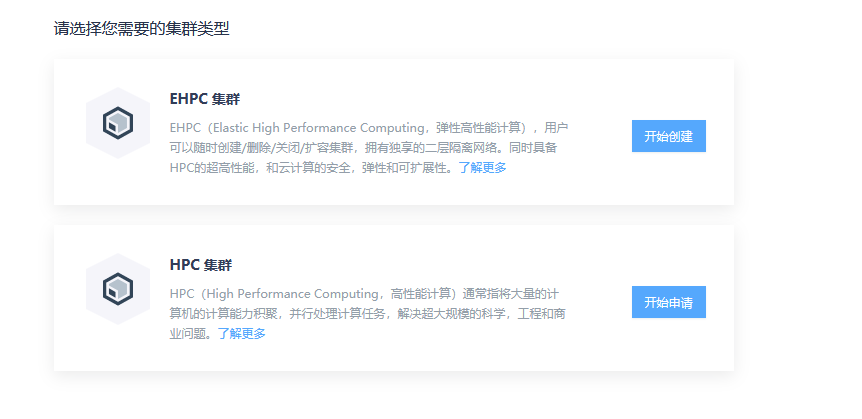 请选择您需要的集群类型
EHPC 集群
EHPC（Elastic High Performance Computing，弹性高性能计算），用户
可以随时创建/删除/关闭/扩容集群，拥有独享的二层隔离网络。同时具备
HPC的超高性能，和云计算的安全，弹性和可扩展性。了解更多
开始创建
HPC 集群
HPC（High Performance Computing，高性能计算）通常指将大量的计
算机的计算能力积聚，并行处理计算任务，解决超大规模的科学，工程和商
业问题。了解更多
开始申请